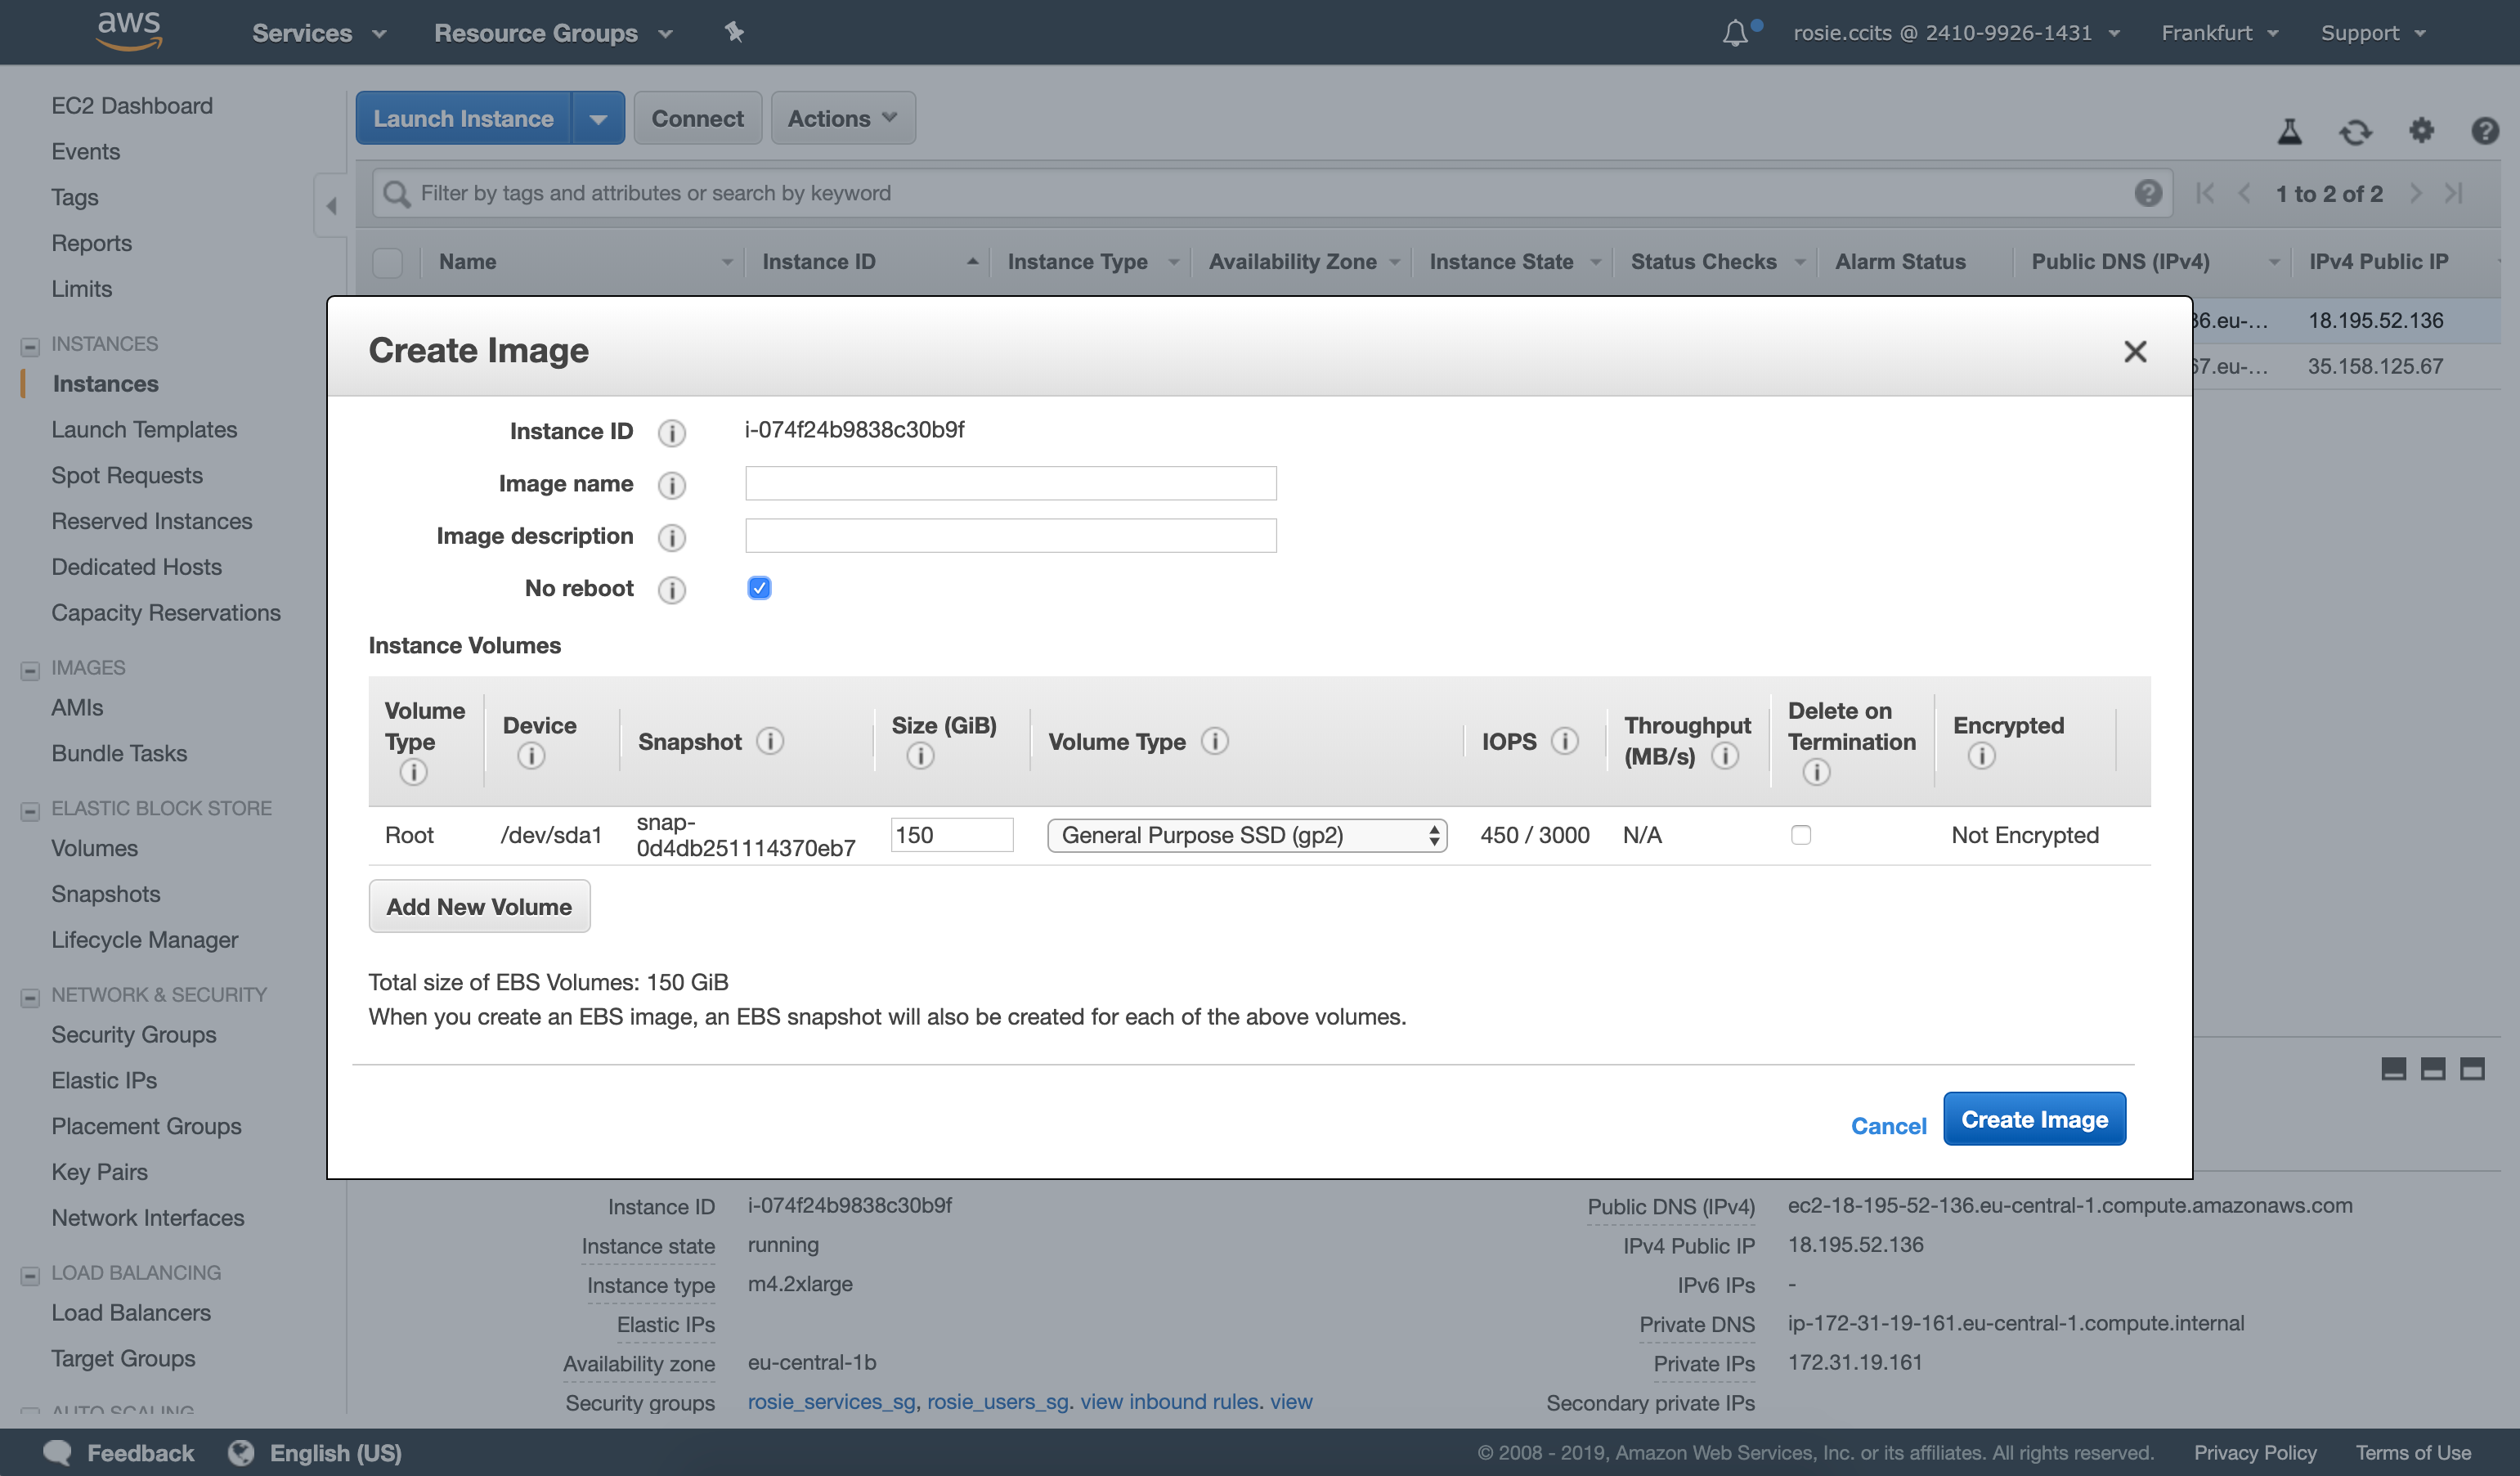 aws
Services
Resource Groups
rosie.ccits @ 2410-9926-1431
Frankfurt
Support
EC2 Dashboard
Events
Tags
Reports
Limits
INSTANCES
Instances
Launch Templates
Spot Requests
Reserved Instances
Dedicated Hosts
Capacity Reservations
IMAGES
AMIs
Bundle Tasks
ELASTIC BLOCK STORE
Volumes
Snapshots
Lifecycle Manager
NETWORK & SECURITY
Security Groups
Elastic IPs
Placement Groups
Key Pairs
Network Interfaces
LOAD BALANCING
Load Balancers
Target Groups
AUTO SCALING
Launch Instance
Connect
Actions
Filter by tags and attributes or search by keyword
1 to 2 of 2
Name
Instance ID
Instance Type
Availability Zone
Instance State
Status Checks
Alarm Status
Public DNS (IPv4)
IPv4 Public IP
36.eu-...
18.195.52.136
67.eu-...
35.158.125.67
Create Image
Instance ID
i-074f24b9838c30b9f
Image name
Image description
No reboot
Instance Volumes
Volume Type
Device
Snapshot
Size (GiB)
Volume Type
IOPS
Throughput (MB/s)
Delete on Termination
Encrypted
Root
/dev/sda1
snap-
0d4db251114370eb7
150
General Purpose SSD (gp2)
450 / 3000
N/A
Not Encrypted
Add New Volume
Total size of EBS Volumes: 150 GiB
When you create an EBS image, an EBS snapshot will also be created for each of the above volumes.
Cancel
Create Image
Instance ID
i-074f24b9838c30b9f
Instance state
running
Instance type
m4.2xlarge
Elastic IPs
Availability zone
eu-central-1b
Security groups
rosie_services_sg, rosie_users_sg. view inbound rules. view
Public DNS (IPv4)
ec2-18-195-52-136.eu-central-1.compute.amazonaws.com
IPv4 Public IP
18.195.52.136
IPv6 IPs
-
Private DNS
ip-172-31-19-161.eu-central-1.compute.internal
Private IPs
172.31.19.161
Secondary private IPs
Feedback
English (US)
© 2008 - 2019, Amazon Web Services, Inc. or its affiliates. All rights reserved.
Privacy Policy
Terms of Use